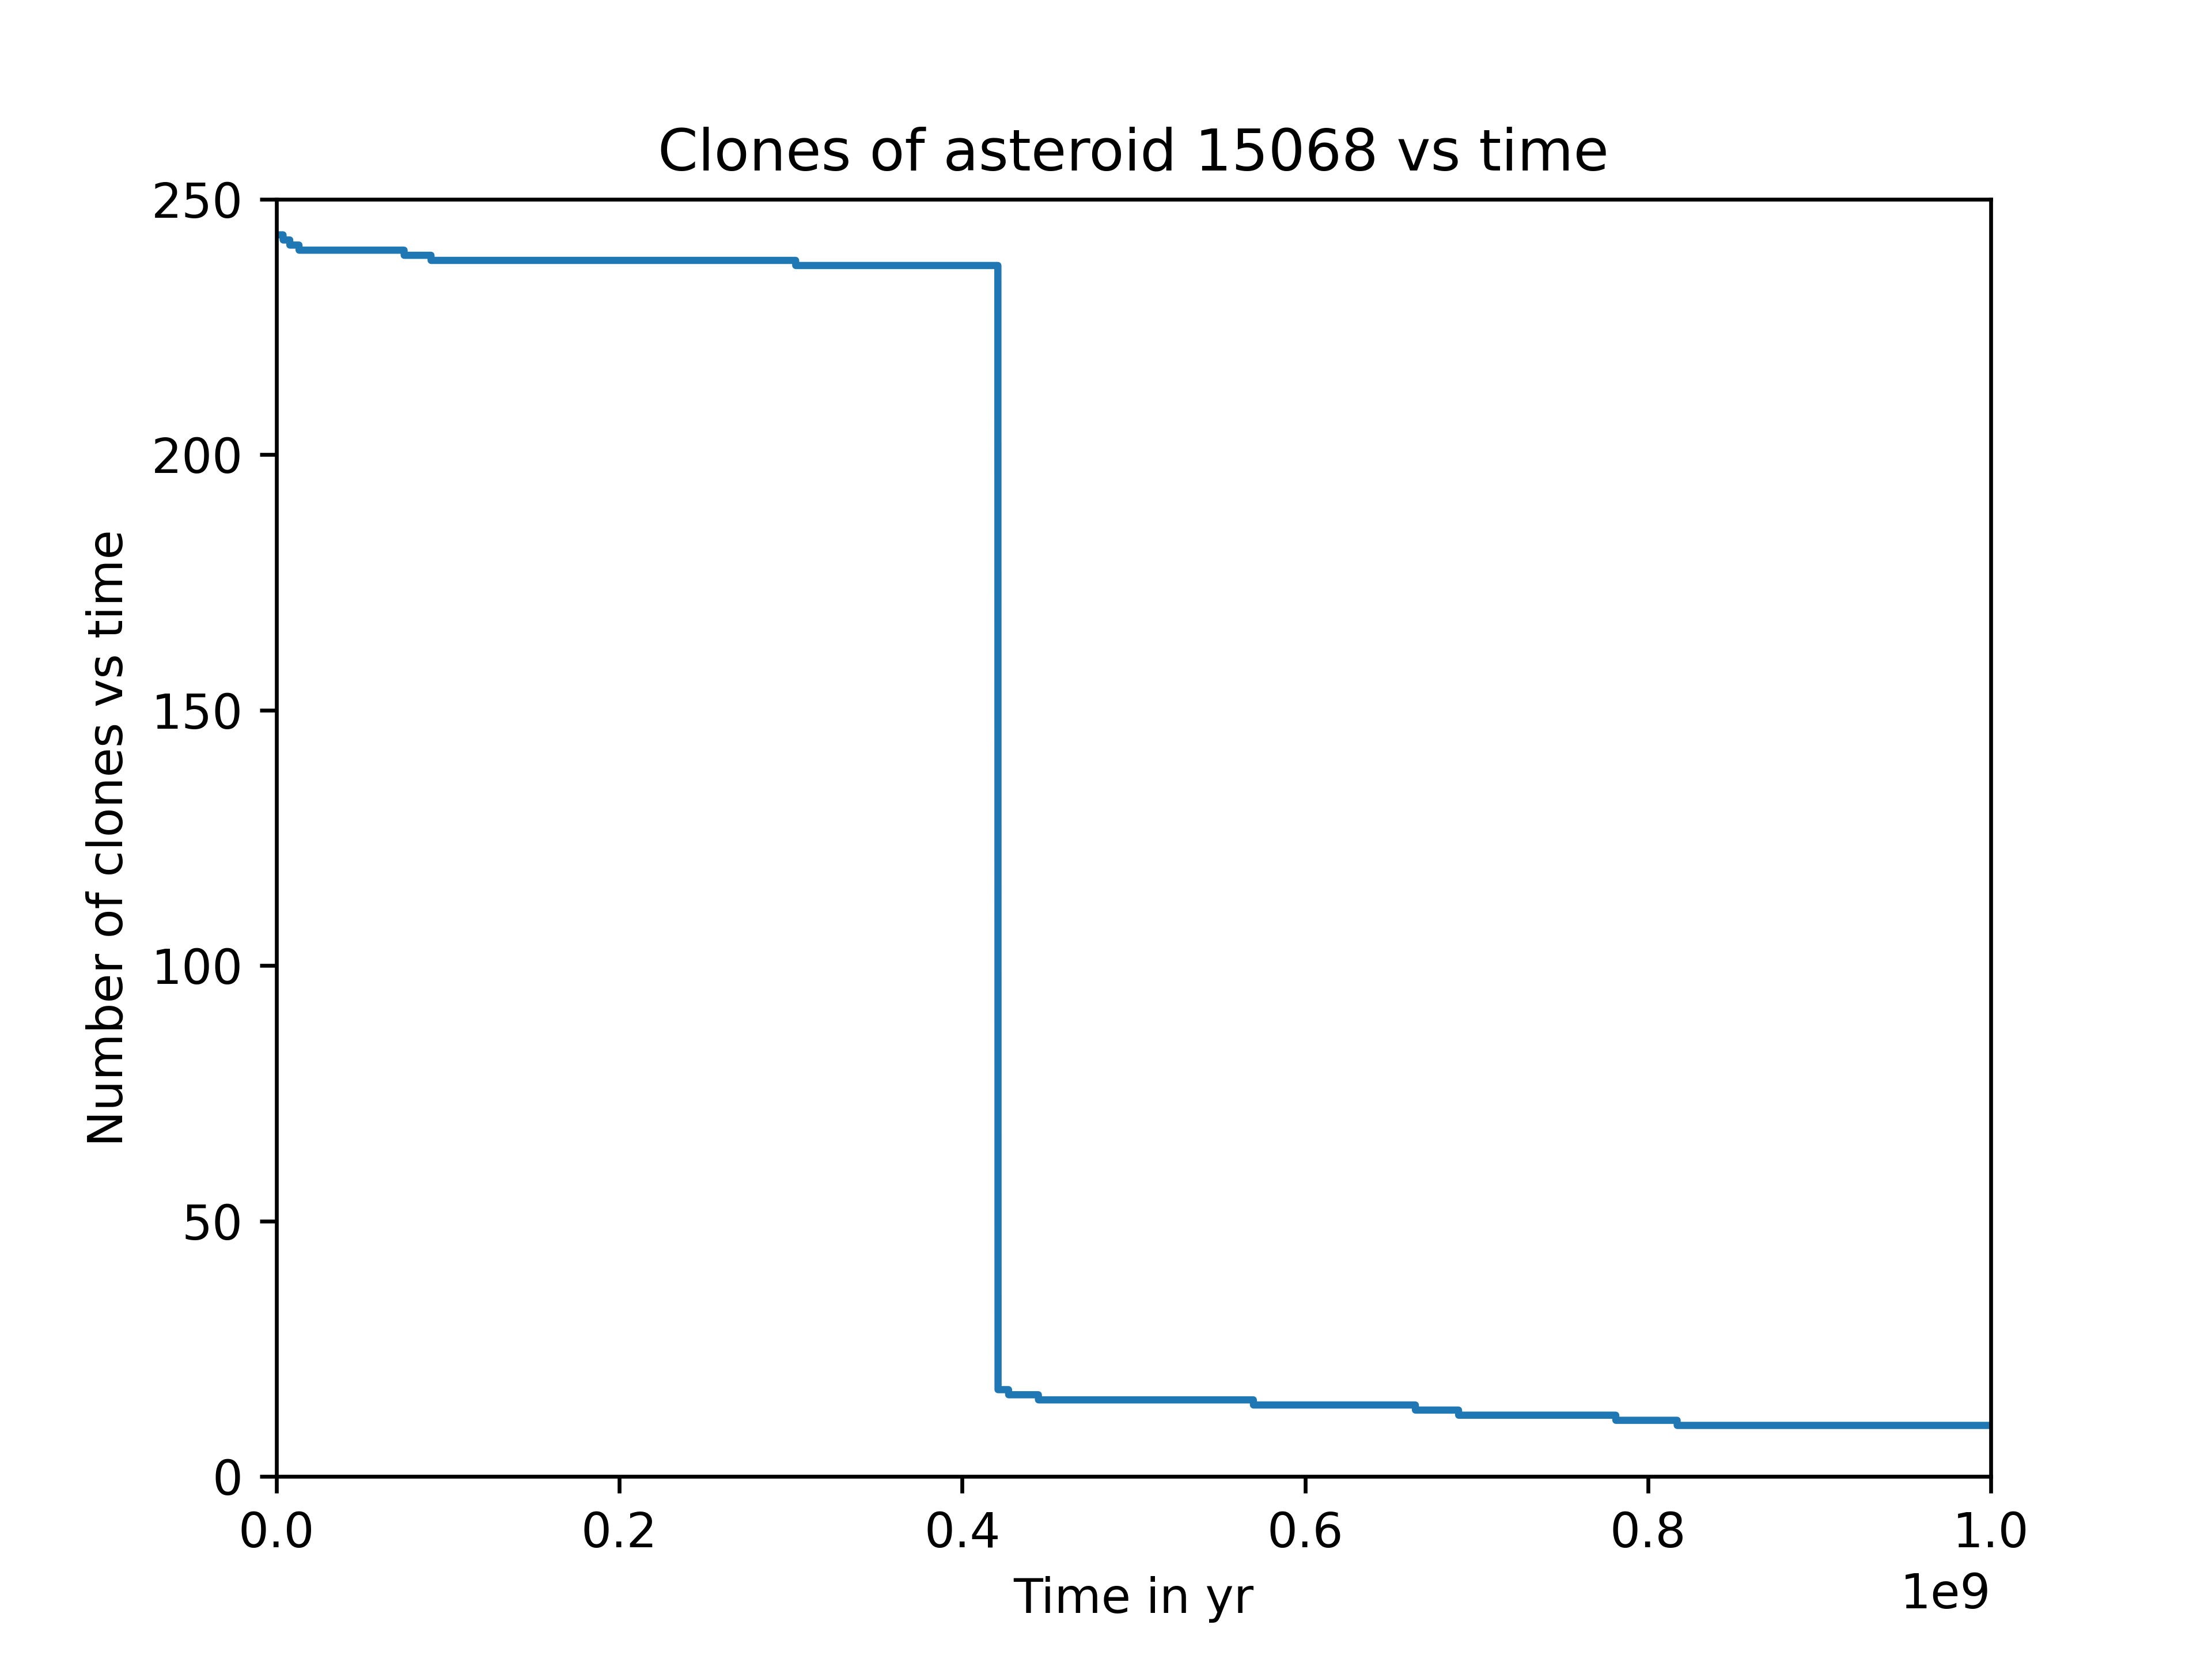 Clones of asteroid 15068 vs time
250
200
150
100
50
0
Number of clones vs time
0.0 0.2 0.4 0.6 0.8 1.0
Time in yr
1e9